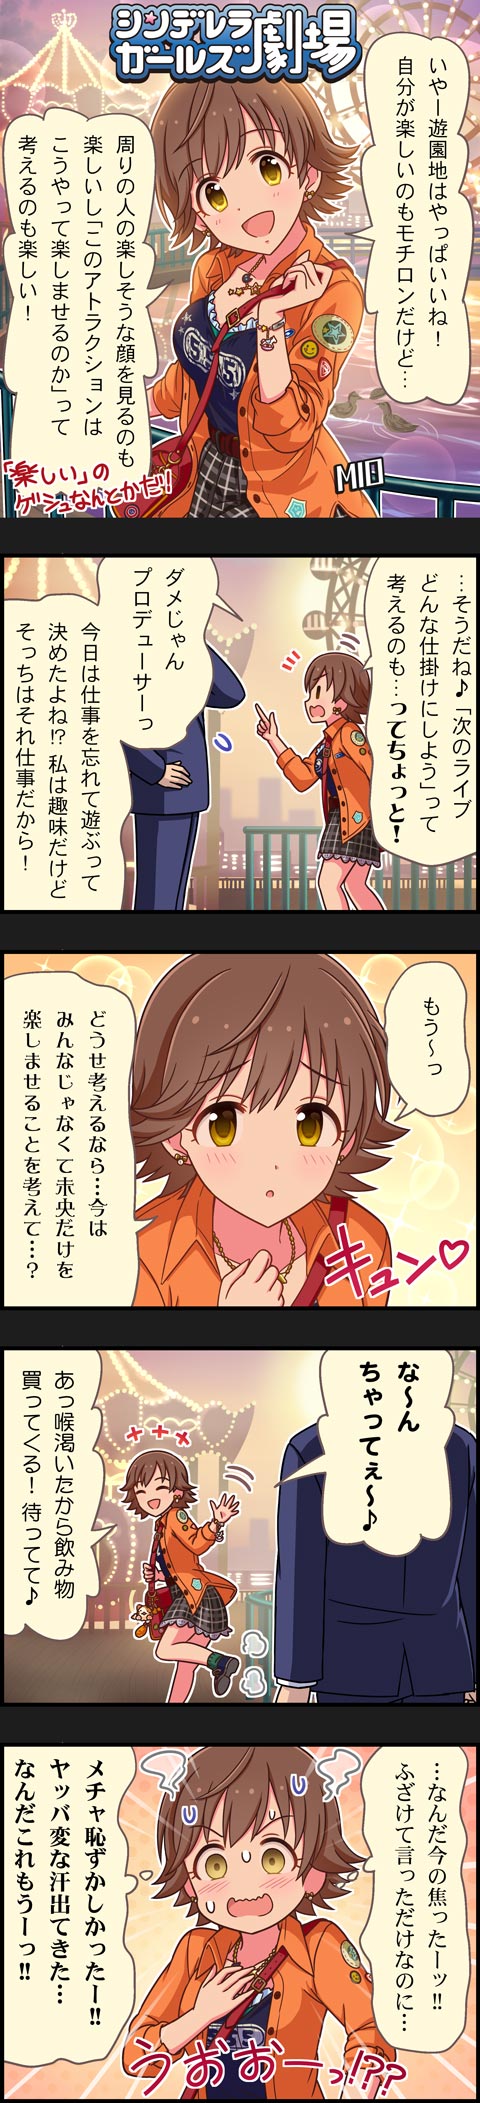 シンデレラ
ガールズ劇場
いやー遊園地はやっぱいいね！
自分が楽しいのもモチロンだけど…
周りの人の楽しそうな顔を見るのも
楽しいし「このアトラクションは
こうやって楽しませるのか」って
考えるのも楽しい！
「楽しい」の
ゲシュなんとかだ！
MIO
…そうだね♪「次のライブ
どんな仕掛けにしよう」って
考えるのも…ってちょっと！
ダメじゃん
プロデューサーっ
今日は仕事を忘れて遊ぶって
決めたよね!? 私は趣味だけど
そっちはそれ仕事だから！
もう〜っ
どうせ考えるなら…今は
みんなじゃなくて未央だけを
楽しませることを考えて…？
キュン♡
な〜ん
ちゃってぇ〜♪
あっ喉渇いたから飲み物
買ってくる！待ってて♪
…なんだ今の焦ったーッ!!
ふざけて言っただけなのに…
メチャ恥ずかしかったー!!
ヤッバ変な汗出てきた…
なんだこれもうーっ!!
うおおーっ!??